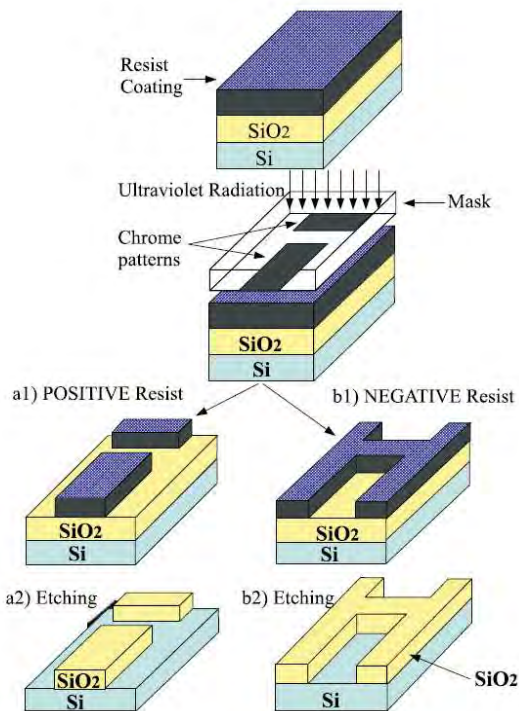 Resist
Coating
SiO2
Si
Ultraviolet Radiation
Mask
Chrome
patterns
SiO2
Si
a1) POSITIVE Resist
b1) NEGATIVE Resist
SiO2
Si
SiO2
Si
a2) Etching
b2) Etching
SiO2
Si
SiO2
Si